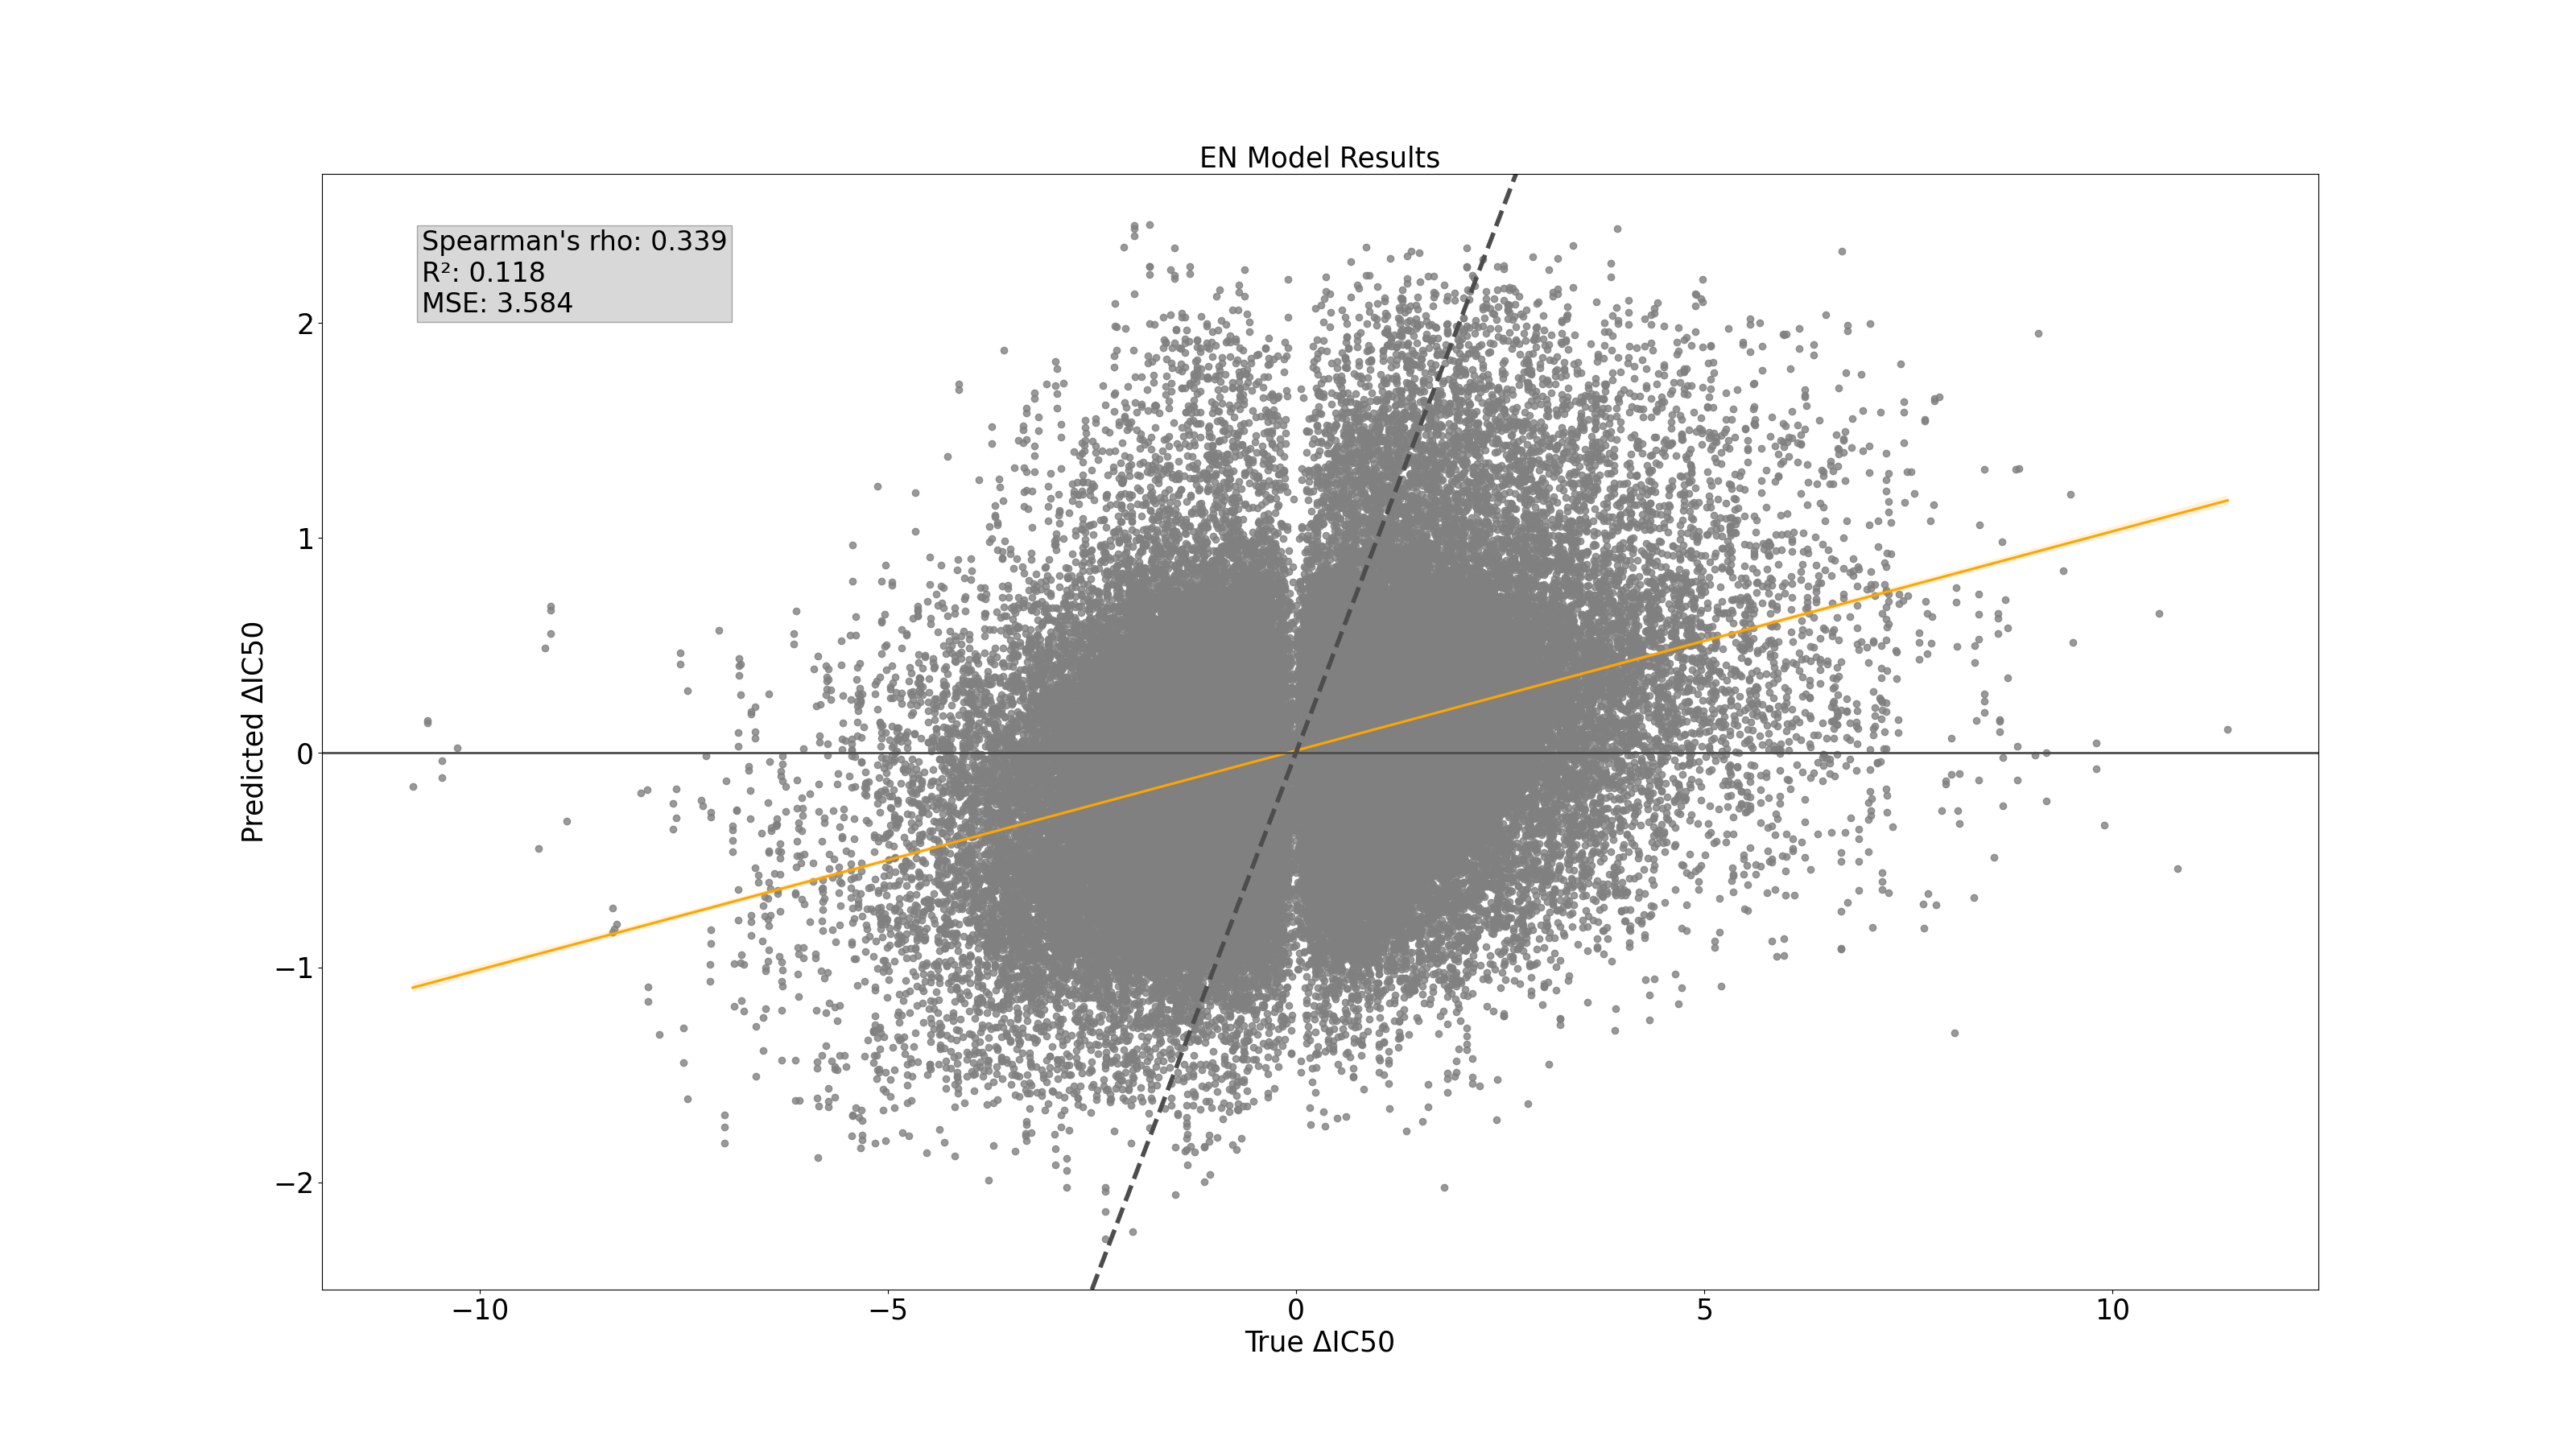 EN Model Results
Spearman's rho: 0.339
R²: 0.118
MSE: 3.584
2
1
0
−1
−2
Predicted ΔIC50
−10
−5
0
5
10
True ΔIC50